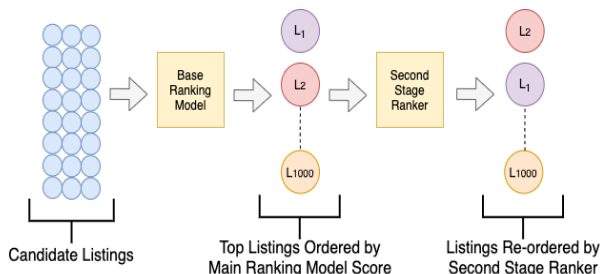 Base
Ranking
Model
L1
L2
L1000
Second
Stage
Ranker
L2
L1
L1000
Candidate Listings
Top Listings Ordered by
Main Ranking Model Score
Listings Re-ordered by
Second Stage Ranker